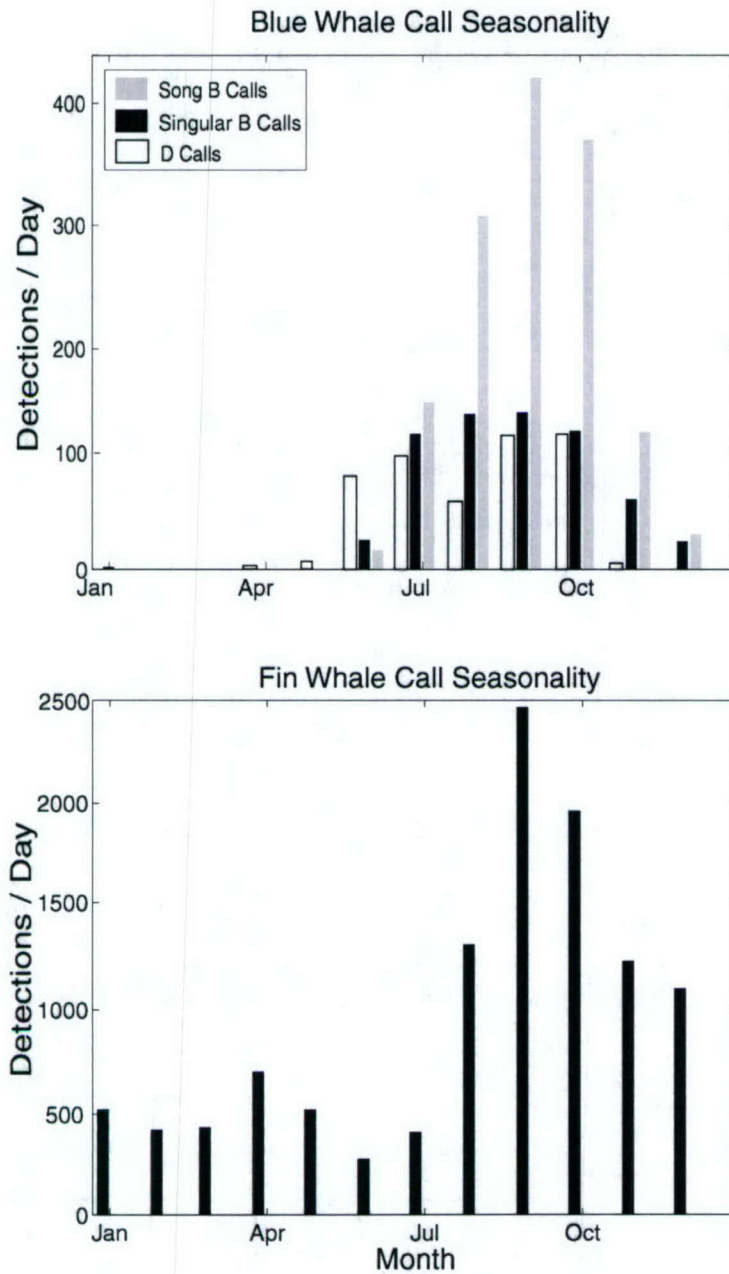 Blue Whale Call Seasonality
Song B Calls
Singular B Calls
D Calls
400
300
200
100
0
Detections / Day
Jan Apr Jul Oct
Fin Whale Call Seasonality
2500
2000
1500
1000
500
0
Detections / Day
Jan Apr Jul Oct
Month